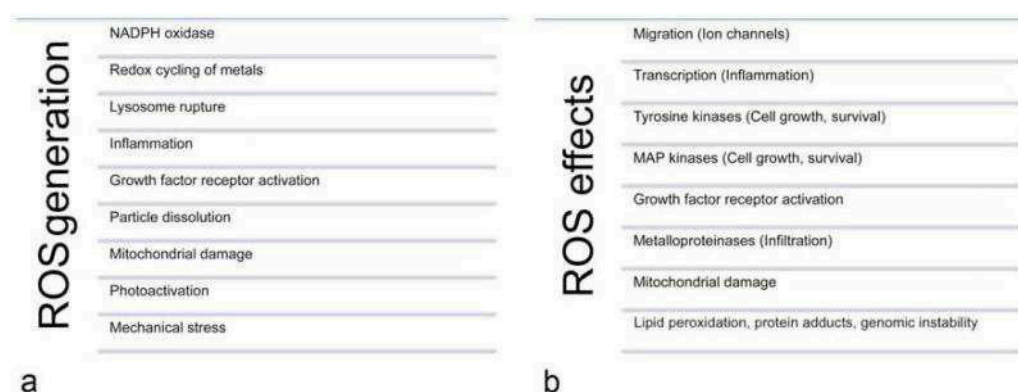 ROS generation
NADPH oxidase
Redox cycling of metals
Lysosome rupture
Inflammation
Growth factor receptor activation
Particle dissolution
Mitochondrial damage
Photoactivation
Mechanical stress
a
ROS effects
Migration (Ion channels)
Transcription (Inflammation)
Tyrosine kinases (Cell growth, survival)
MAP kinases (Cell growth, survival)
Growth factor receptor activation
Metalloproteinases (Infiltration)
Mitochondrial damage
Lipid peroxidation, protein adducts, genomic instability
b